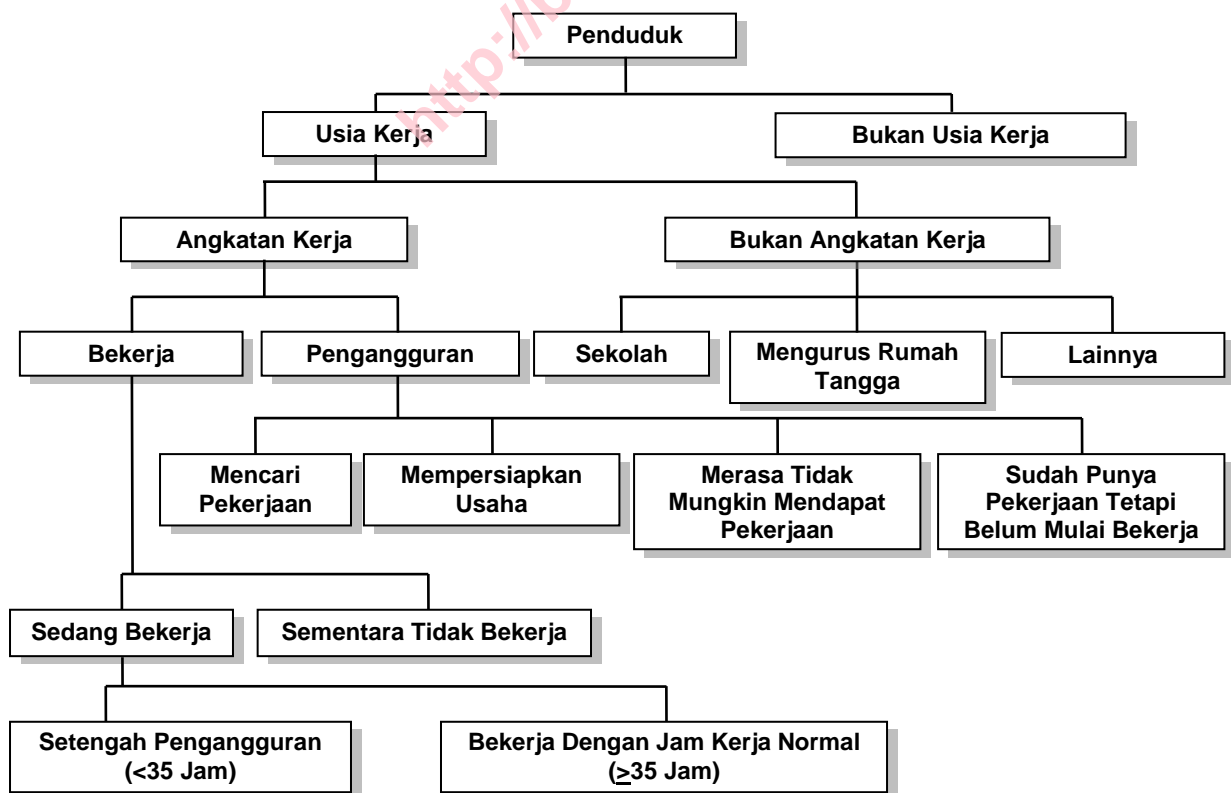 http://
Penduduk
Usia Kerja
Bukan Usia Kerja
Angkatan Kerja
Bukan Angkatan Kerja
Bekerja
Pengangguran
Sekolah
Mengurus Rumah
Tangga
Lainnya
Mencari
Pekerjaan
Mempersiapkan
Usaha
Merasa Tidak
Mungkin Mendapat
Pekerjaan
Sudah Punya
Pekerjaan Tetapi
Belum Mulai Bekerja
Sedang Bekerja
Sementara Tidak Bekerja
Setengah Pengangguran
(<35 Jam)
Bekerja Dengan Jam Kerja Normal
(≥35 Jam)